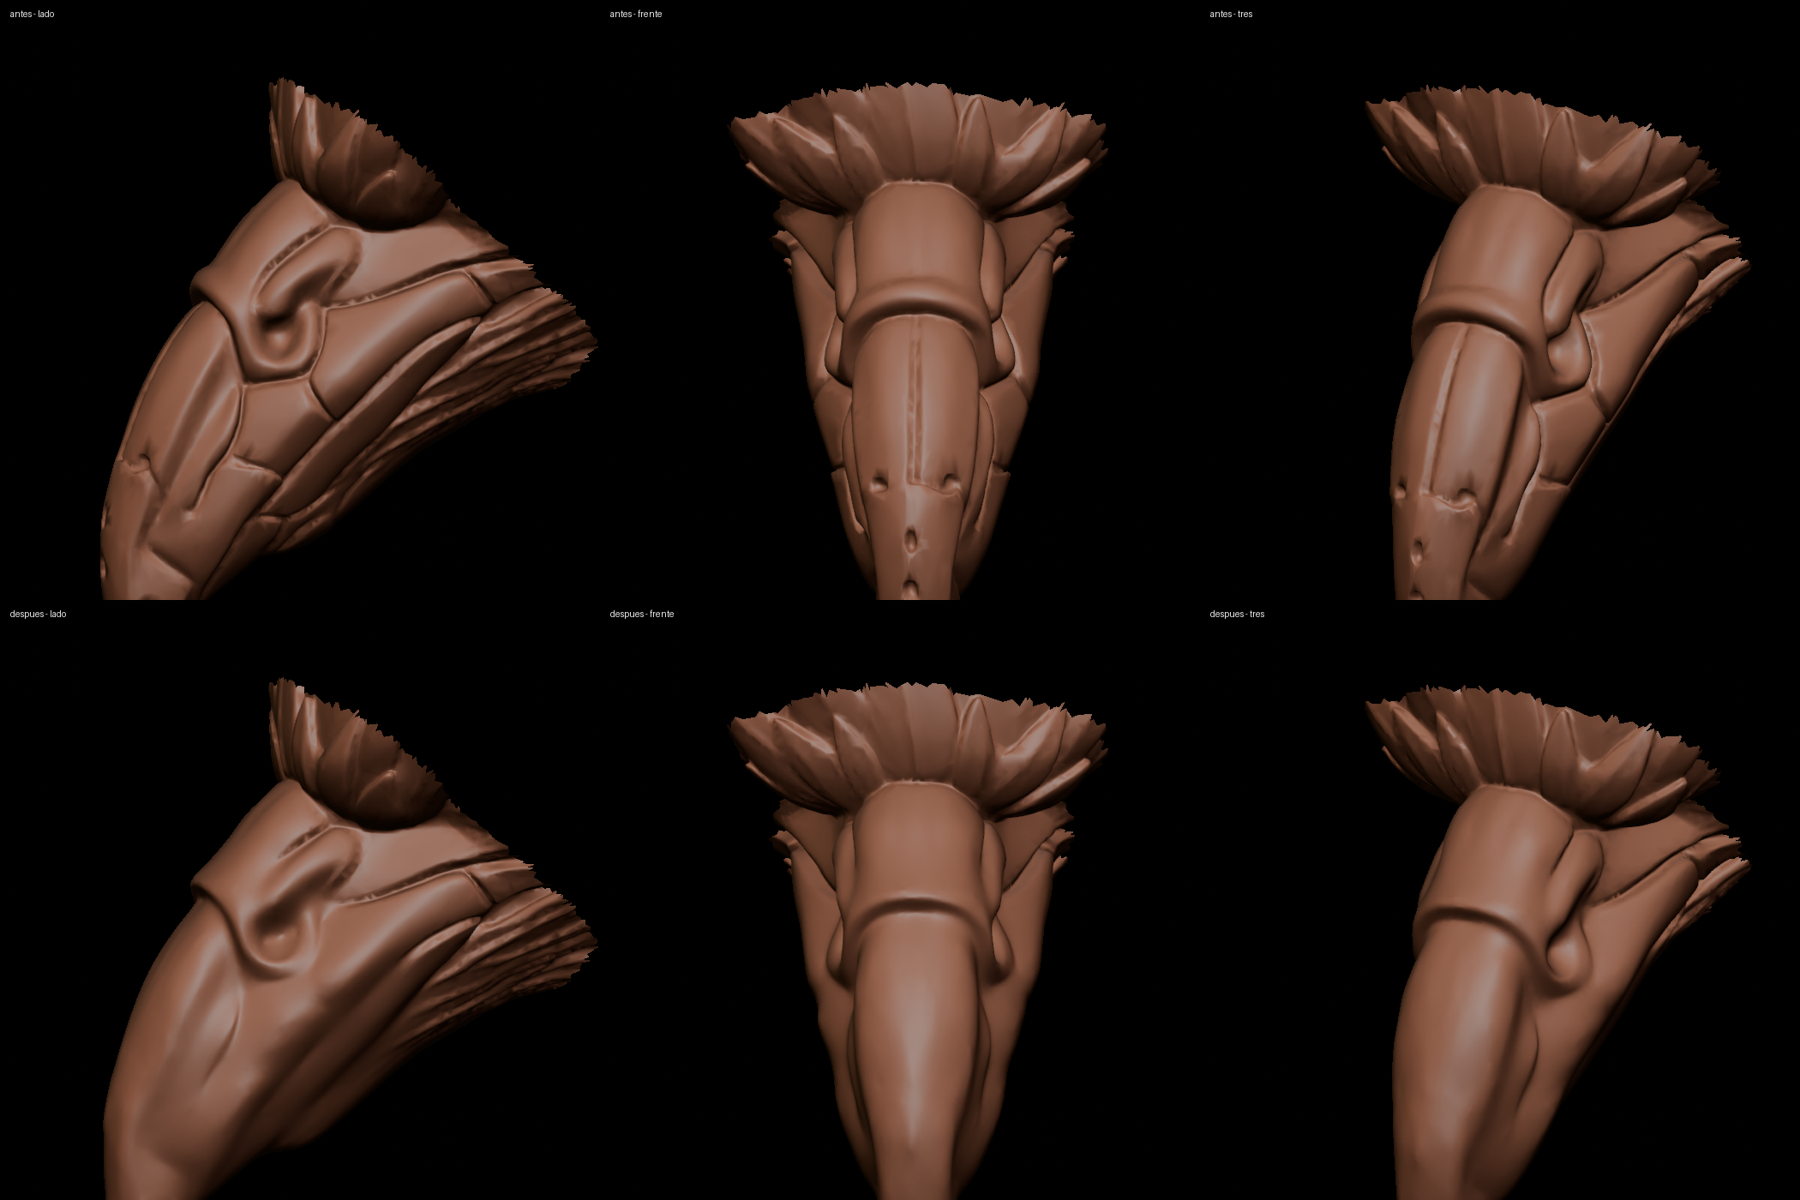 antes - lado
antes - frente
antes - tres
despues - lado
despues - frente
despues - tres